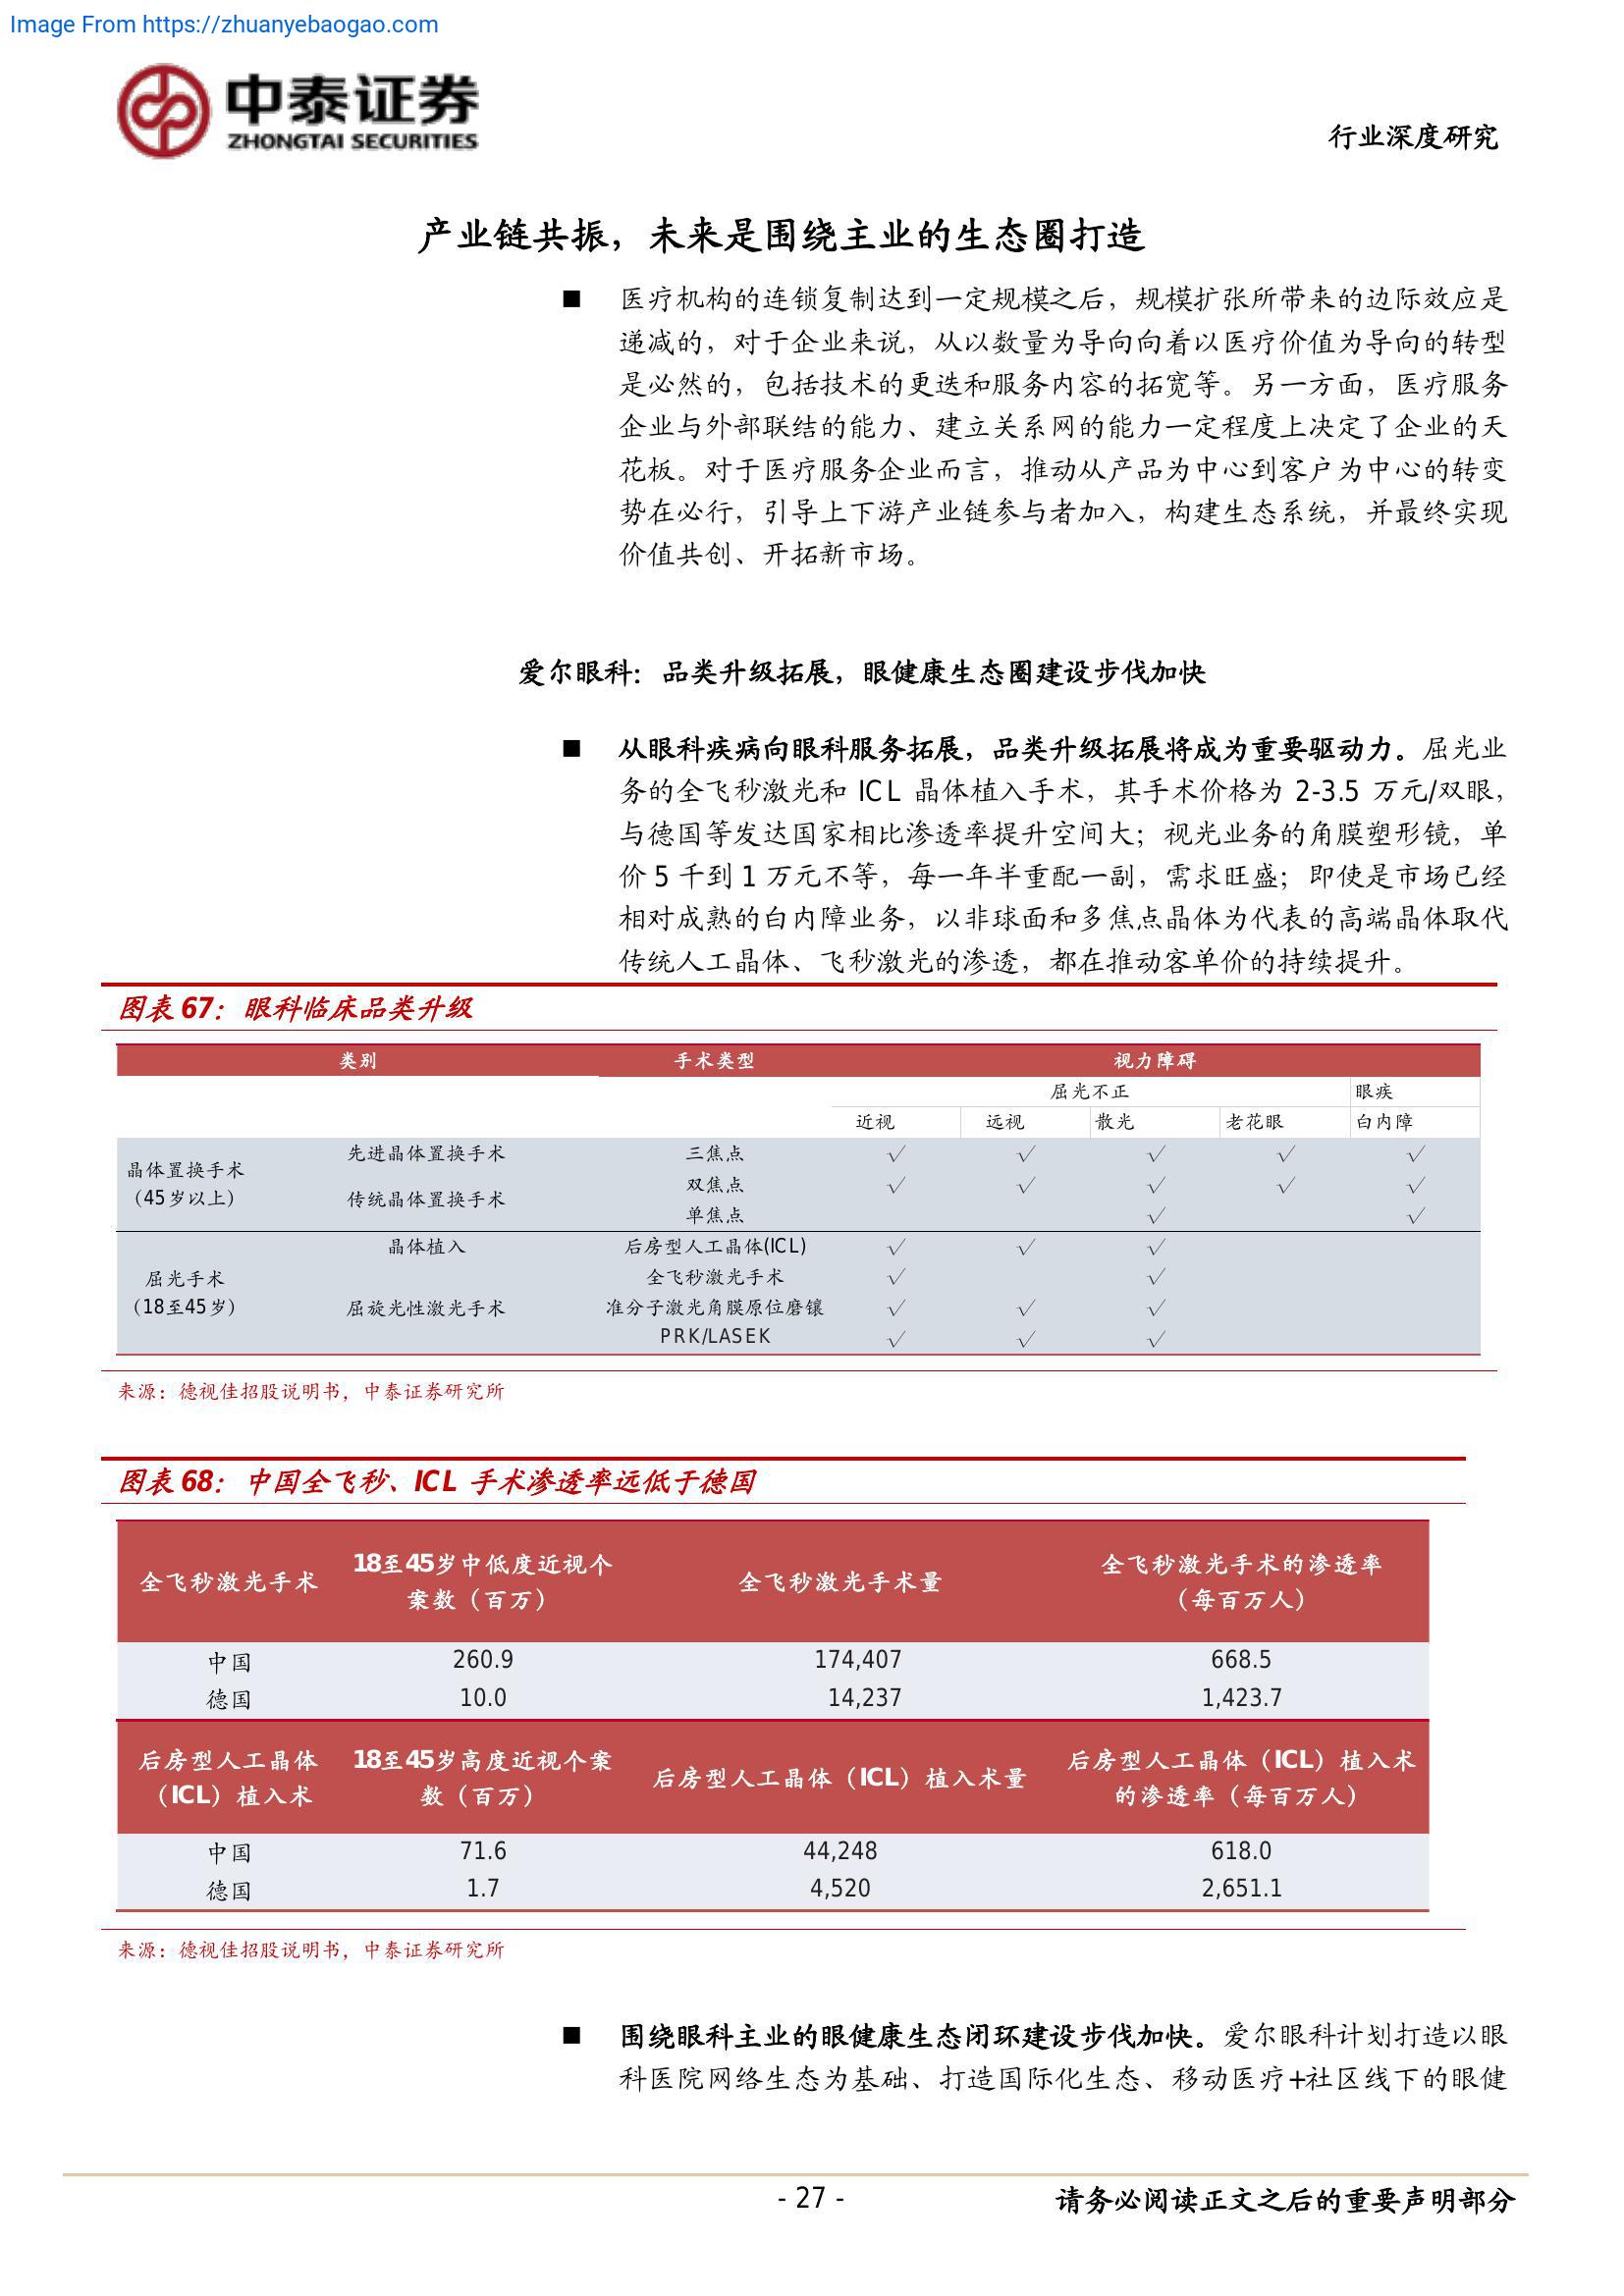 Image From https://zhuanyebaogao.com
中泰证券
ZHONGTAI SECURITIES
行业深度研究
产业链共振，未来是围绕主业的生态圈打造
■ 医疗机构的连锁复制达到一定规模之后，规模扩张所带来的边际效应是
递减的，对于企业来说，从以数量为导向向着以医疗价值为导向的转型
是必然的，包括技术的更迭和服务内容的拓宽等。另一方面，医疗服务
企业与外部联结的能力、建立关系网的能力一定程度上决定了企业的天
花板。对于医疗服务企业而言，推动从产品为中心到客户为中心的转变
势在必行，引导上下游产业链参与者加入，构建生态系统，并最终实现
价值共创、开拓新市场。
爱尔眼科：品类升级拓展，眼健康生态圈建设步伐加快
■ 从眼科疾病向眼科服务拓展，品类升级拓展将成为重要驱动力。屈光业
务的全飞秒激光和 ICL 晶体植入手术，其手术价格为 2-3.5 万元/双眼，
与德国等发达国家相比渗透率提升空间大；视光业务的角膜塑形镜，单
价 5 千到 1 万元不等，每一年半重配一副，需求旺盛；即使是市场已经
相对成熟的白内障业务，以非球面和多焦点晶体为代表的高端晶体取代
传统人工晶体、飞秒激光的渗透，都在推动客单价的持续提升。
图表 67：眼科临床品类升级
类别 手术类型 视力障碍
屈光不正 眼疾
近视 远视 散光 老花眼 白内障
晶体置换手术（45岁以上） 先进晶体置换手术 三焦点 √ √ √ √ √
传统晶体置换手术 双焦点 √ √ √ √ √
单焦点 √ √
屈光手术（18至45岁） 晶体植入 后房型人工晶体(ICL) √ √ √
全飞秒激光手术 √ √
屈旋光性激光手术 准分子激光角膜原位磨镶 √ √ √
PRK/LASEK √ √ √
来源：德视佳招股说明书，中泰证券研究所
图表 68：中国全飞秒、ICL 手术渗透率远低于德国
全飞秒激光手术 18至45岁中低度近视个案数（百万） 全飞秒激光手术量 全飞秒激光手术的渗透率（每百万人）
中国 260.9 174,407 668.5
德国 10.0 14,237 1,423.7
后房型人工晶体（ICL）植入术 18至45岁高度近视个案数（百万） 后房型人工晶体（ICL）植入术量 后房型人工晶体（ICL）植入术的渗透率（每百万人）
中国 71.6 44,248 618.0
德国 1.7 4,520 2,651.1
来源：德视佳招股说明书，中泰证券研究所
■ 围绕眼科主业的眼健康生态闭环建设步伐加快。爱尔眼科计划打造以眼
科医院网络生态为基础、打造国际化生态、移动医疗+社区线下的眼健
- 27 -
请务必阅读正文之后的重要声明部分